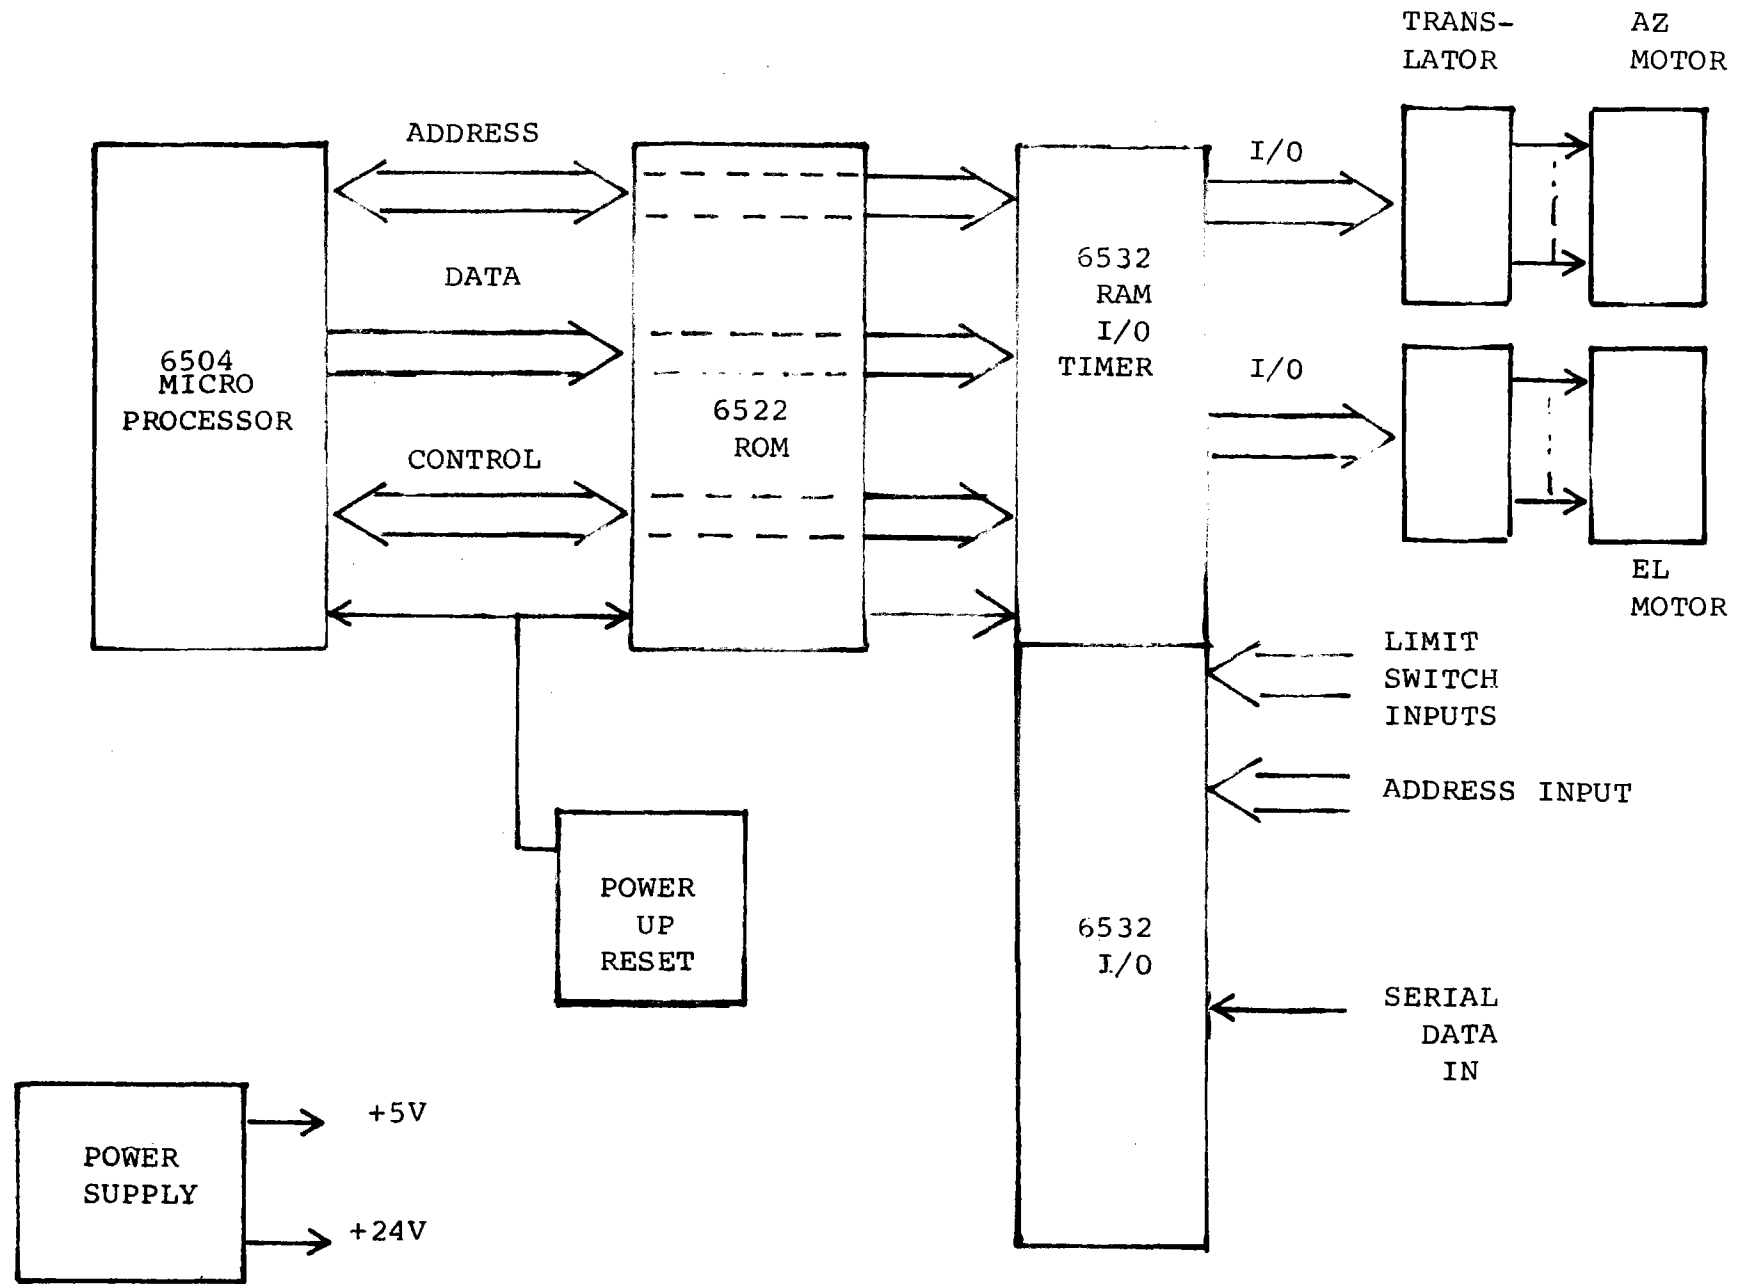 TRANS-
LATOR
AZ
MOTOR
ADDRESS
I/O
DATA
6532
RAM
I/O
TIMER
6504
MICRO
PROCESSOR
I/O
6522
ROM
CONTROL
EL
MOTOR
LIMIT
SWITCH
INPUTS
ADDRESS INPUT
POWER
UP
RESET
6532
I/O
SERIAL
DATA
IN
+5V
POWER
SUPPLY
+24V